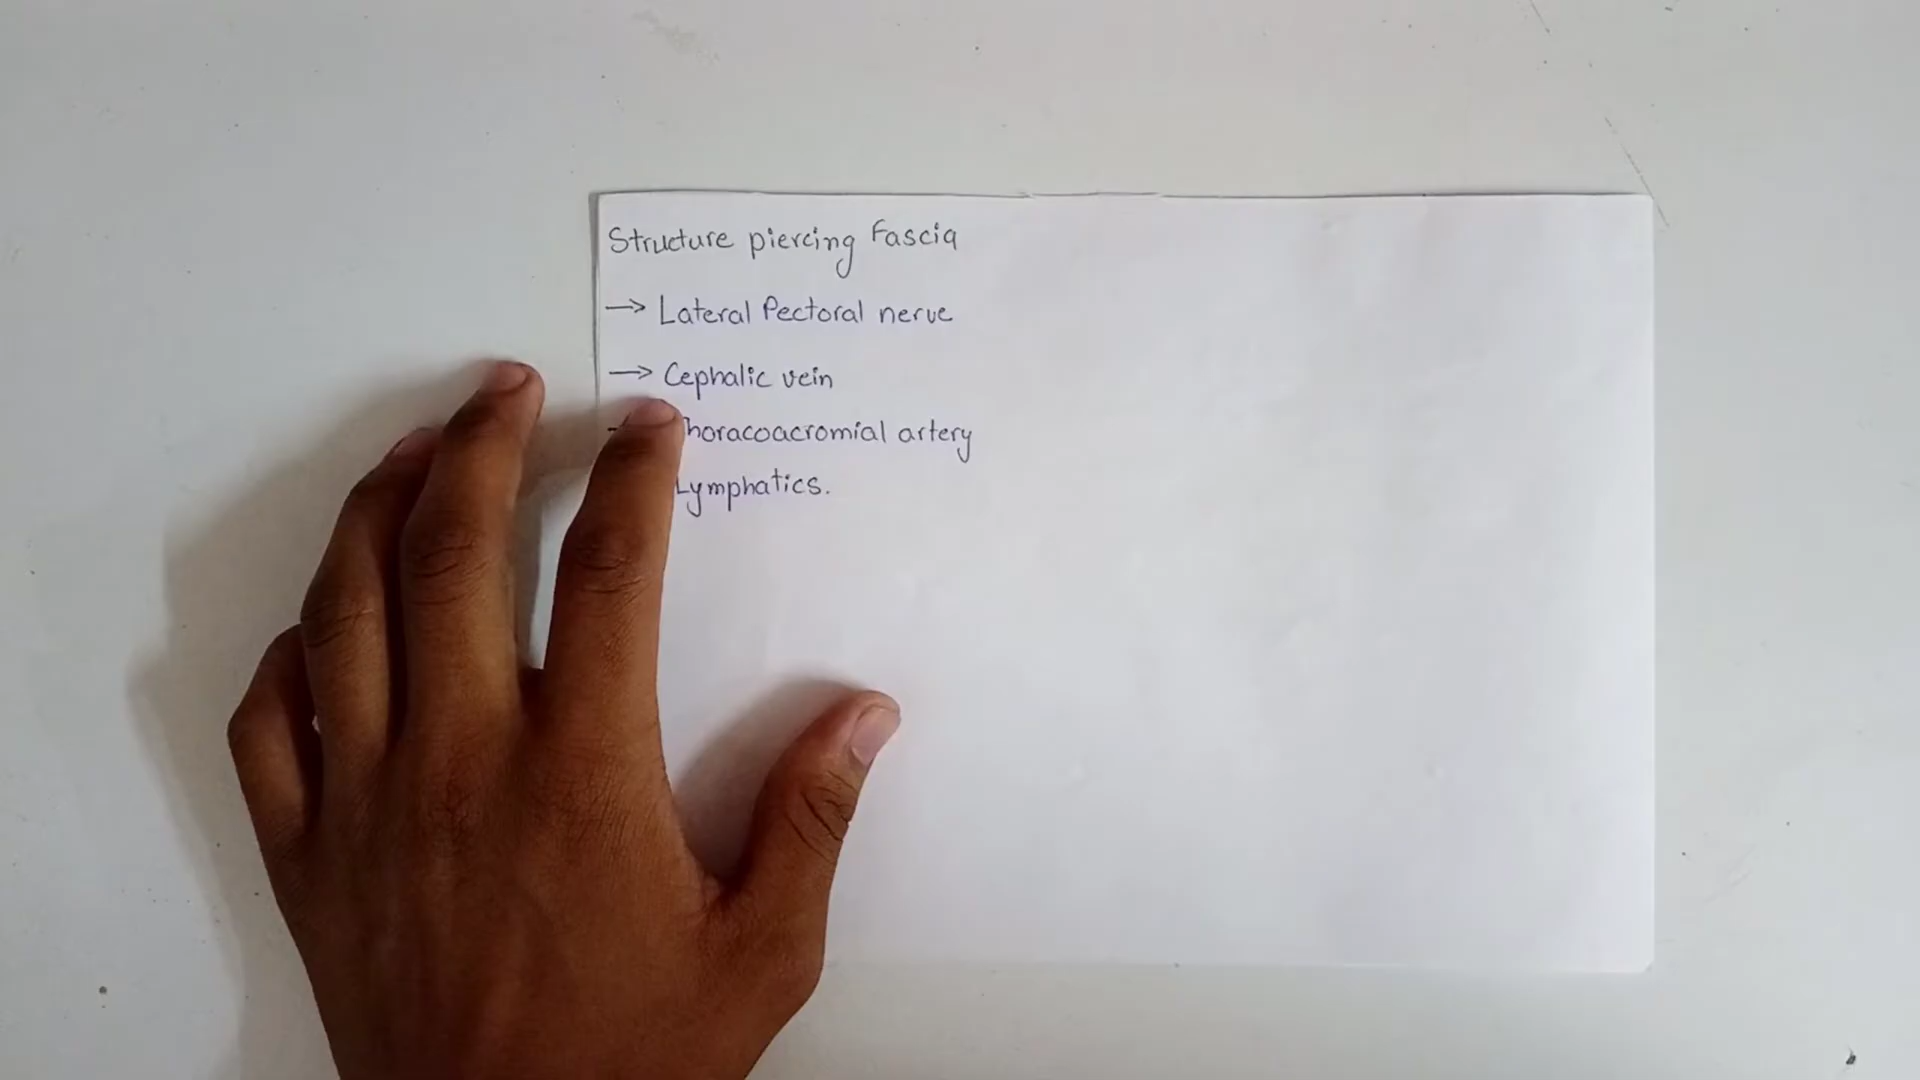 Structure piercing Fascia
→ Lateral Pectoral nerve
→ Cephalic vein
horacoacromial artery
Lymphatics.